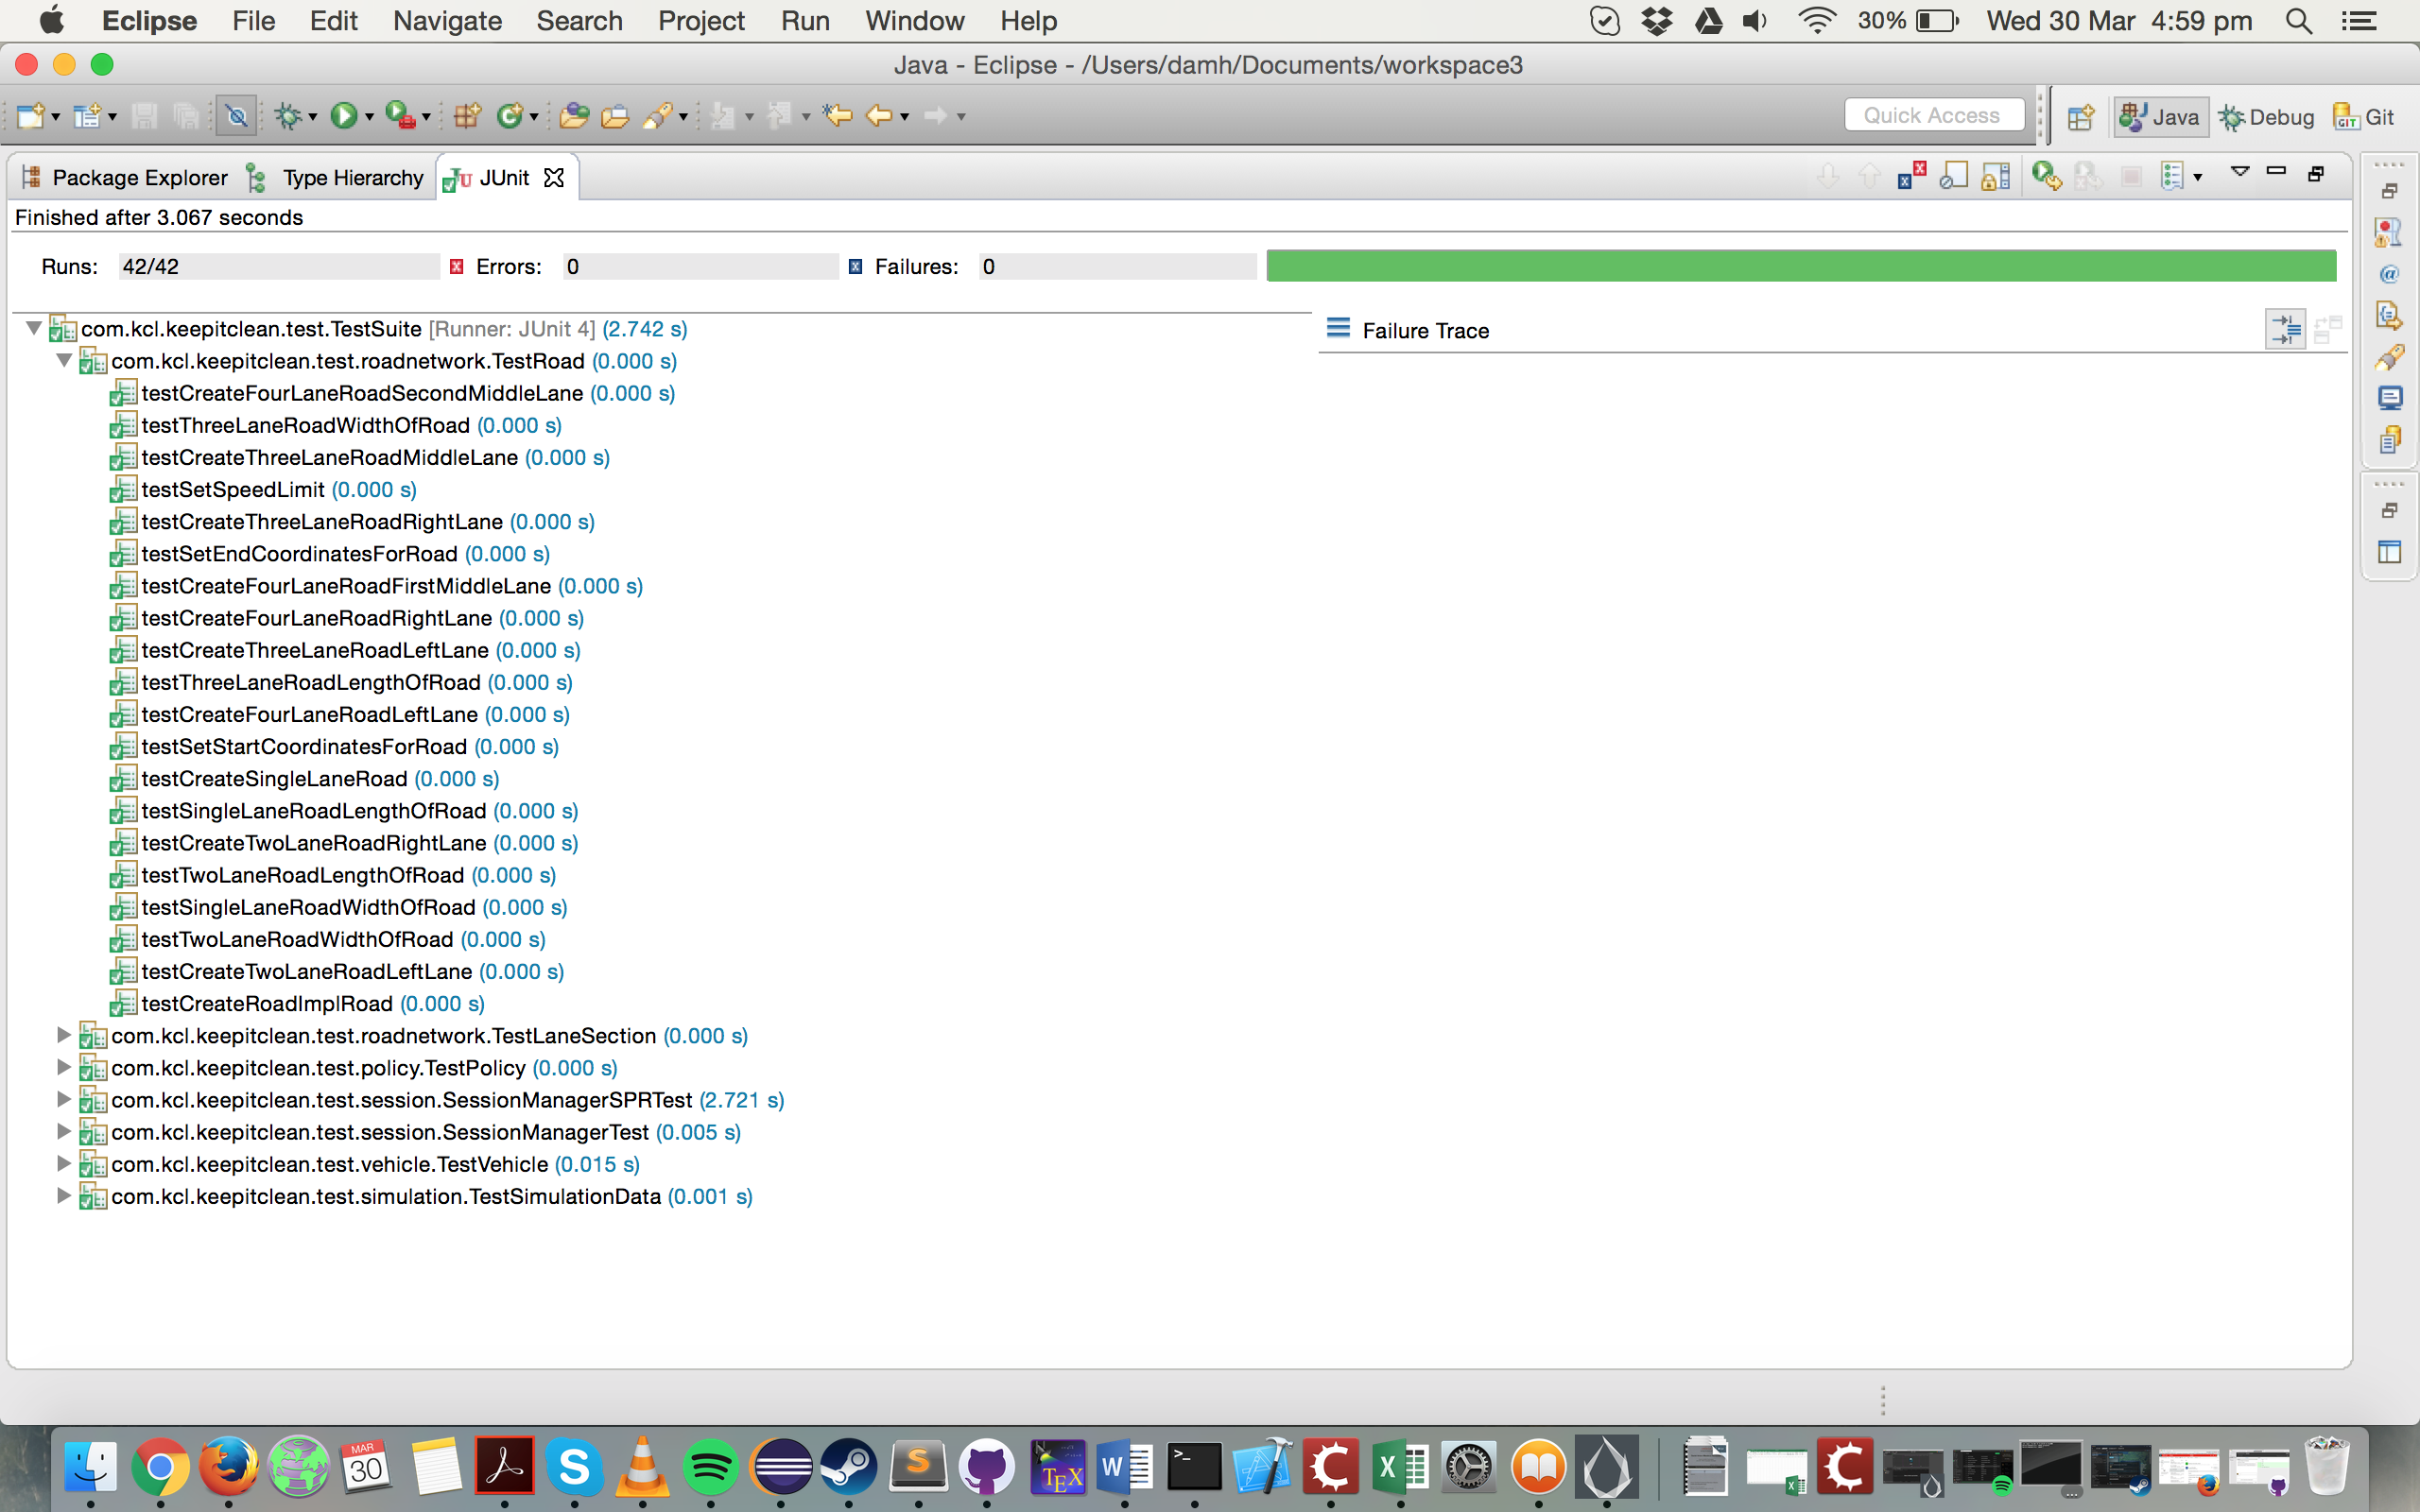 Eclipse File Edit Navigate Search Project Run Window Help 30% Wed 30 Mar 4:59 pm
Java - Eclipse - /Users/damh/Documents/workspace3
Quick Access Java Debug GIT Git
Package Explorer Type Hierarchy JU JUnit
Finished after 3.067 seconds
Runs: 42/42 Errors: 0 Failures: 0
com.kcl.keepitclean.test.TestSuite [Runner: JUnit 4] (2.742 s)
Failure Trace
com.kcl.keepitclean.test.roadnetwork.TestRoad (0.000 s)
testCreateFourLaneRoadSecondMiddleLane (0.000 s)
testThreeLaneRoadWidthOfRoad (0.000 s)
testCreateThreeLaneRoadMiddleLane (0.000 s)
testSetSpeedLimit (0.000 s)
testCreateThreeLaneRoadRightLane (0.000 s)
testSetEndCoordinatesForRoad (0.000 s)
testCreateFourLaneRoadFirstMiddleLane (0.000 s)
testCreateFourLaneRoadRightLane (0.000 s)
testCreateThreeLaneRoadLeftLane (0.000 s)
testThreeLaneRoadLengthOfRoad (0.000 s)
testCreateFourLaneRoadLeftLane (0.000 s)
testSetStartCoordinatesForRoad (0.000 s)
testCreateSingleLaneRoad (0.000 s)
testSingleLaneRoadLengthOfRoad (0.000 s)
testCreateTwoLaneRoadRightLane (0.000 s)
testTwoLaneRoadLengthOfRoad (0.000 s)
testSingleLaneRoadWidthOfRoad (0.000 s)
testTwoLaneRoadWidthOfRoad (0.000 s)
testCreateTwoLaneRoadLeftLane (0.000 s)
testCreateRoadImplRoad (0.000 s)
com.kcl.keepitclean.test.roadnetwork.TestLaneSection (0.000 s)
com.kcl.keepitclean.test.policy.TestPolicy (0.000 s)
com.kcl.keepitclean.test.session.SessionManagerSPRTest (2.721 s)
com.kcl.keepitclean.test.session.SessionManagerTest (0.005 s)
com.kcl.keepitclean.test.vehicle.TestVehicle (0.015 s)
com.kcl.keepitclean.test.simulation.TestSimulationData (0.001 s)
MAR
30
TEX